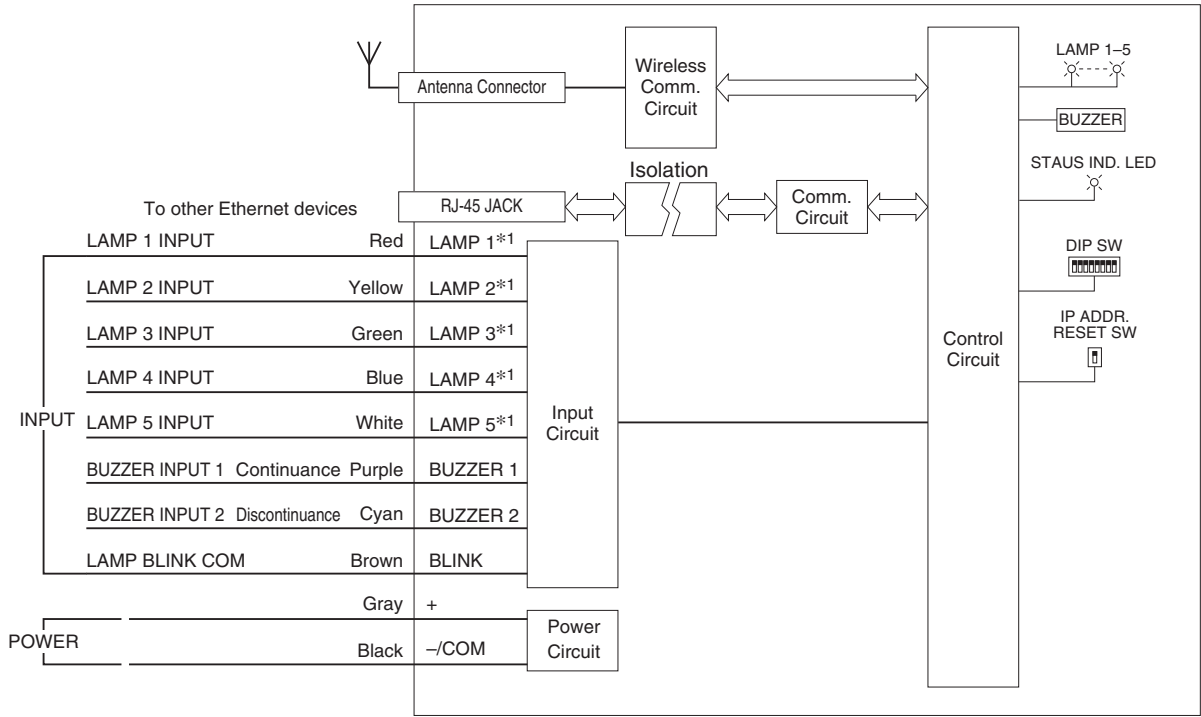 LAMP 1–5
Wireless
Comm.
Circuit
Antenna Connector
BUZZER
Isolation
STAUS IND. LED
To other Ethernet devices
RJ-45 JACK
Comm.
Circuit
LAMP 1 INPUT Red LAMP 1*1
DIP SW
LAMP 2 INPUT Yellow LAMP 2*1
IP ADDR.
RESET SW
LAMP 3 INPUT Green LAMP 3*1
Control
Circuit
LAMP 4 INPUT Blue LAMP 4*1
INPUT
LAMP 5 INPUT White LAMP 5*1
Input
Circuit
BUZZER INPUT 1 Continuance Purple BUZZER 1
BUZZER INPUT 2 Discontinuance Cyan BUZZER 2
LAMP BLINK COM Brown BLINK
Gray +
POWER
Power
Circuit
Black –/COM